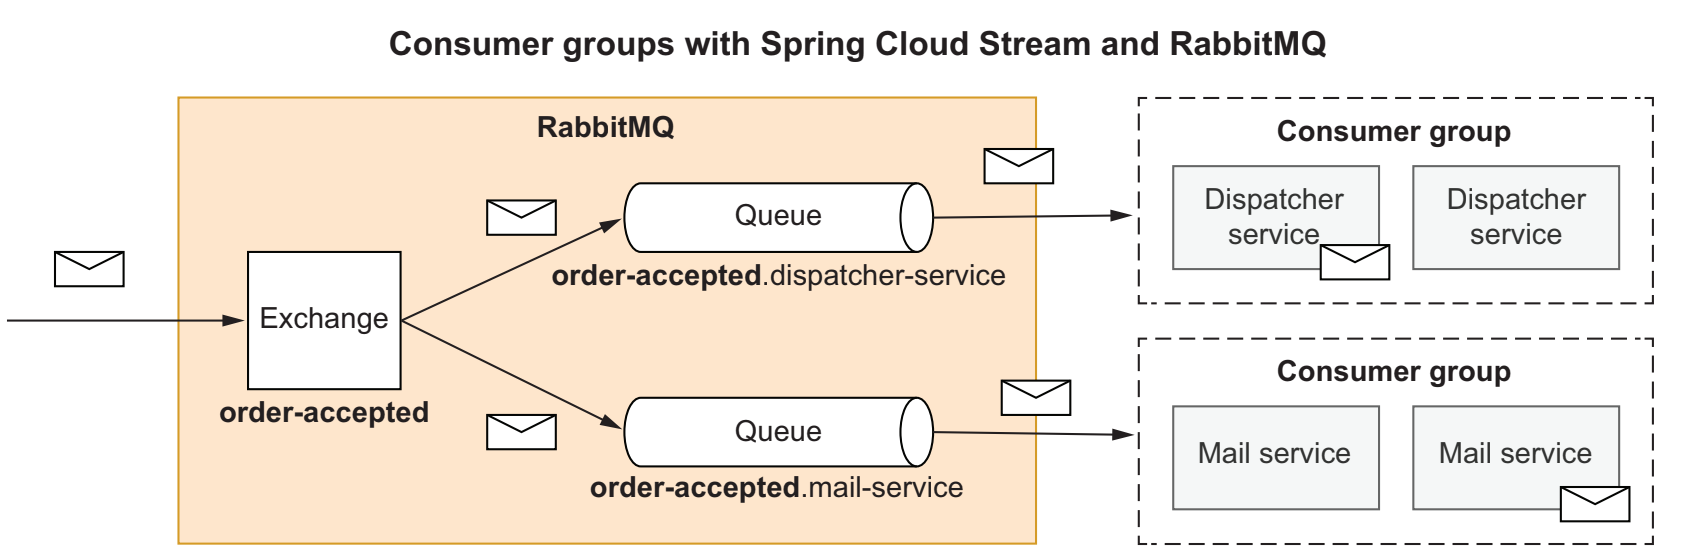 Consumer groups with Spring Cloud Stream and RabbitMQ
RabbitMQ
Exchange
order-accepted
Queue
order-accepted.dispatcher-service
Queue
order-accepted.mail-service
Consumer group
Dispatcher
service
Dispatcher
service
Consumer group
Mail service
Mail service